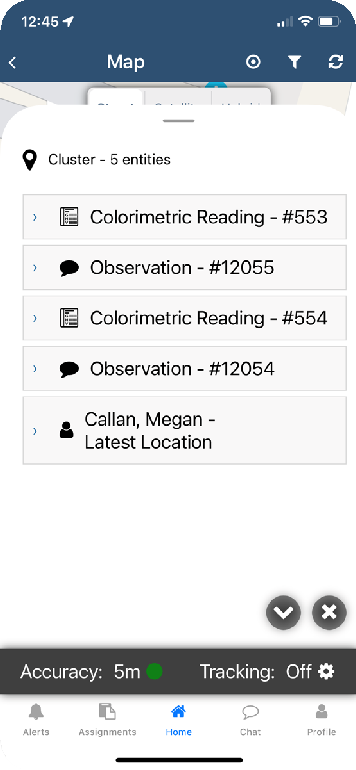 12:45
Map
Cluster - 5 entities
Colorimetric Reading - #553
Observation - #12055
Colorimetric Reading - #554
Observation - #12054
Callan, Megan -
Latest Location
Accuracy: 5m Tracking: Off
Alerts Assignments Home Chat Profile